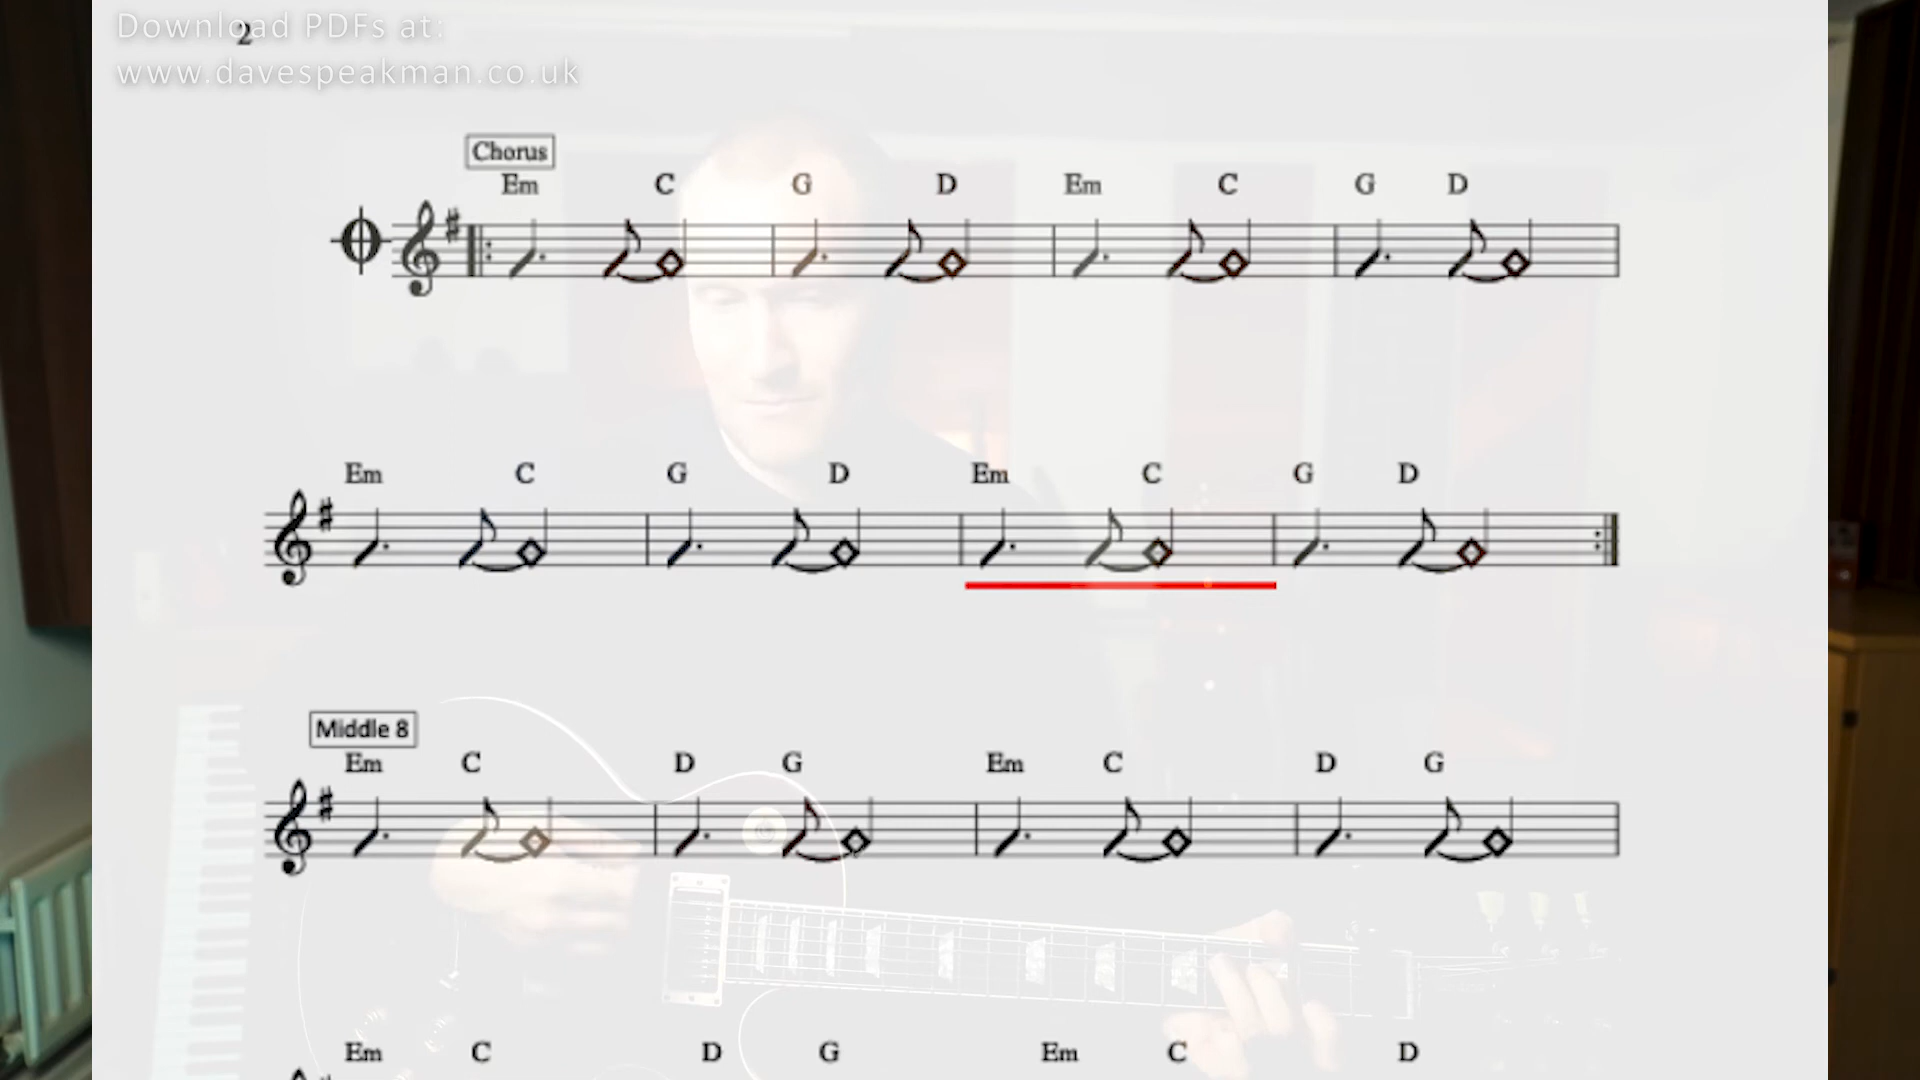 Download PDFs at:
2
www.davespeakman.co.uk
Chorus
Em C G D Em C G D
Em C G D Em C G D
Middle 8
Em C D G Em C D G
Em C D G Em C D